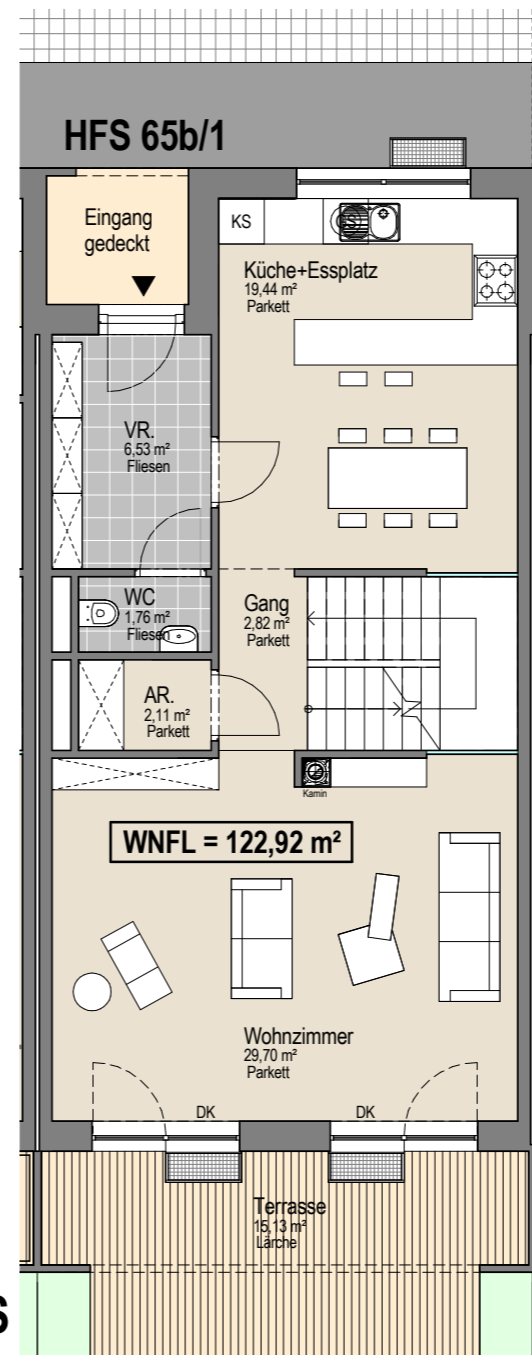 HFS 65b/1
Eingang
gedeckt
KS
GS
Küche+Essplatz
19,44 m²
Parkett
VR.
6,53 m²
Fliesen
WC
1,76 m²
Fliesen
Gang
2,82 m²
Parkett
AR.
2,11 m²
Parkett
Kamin
WNFL = 122,92 m²
Wohnzimmer
29,70 m²
Parkett
DK
DK
Terrasse
15,13 m²
Lärche
S